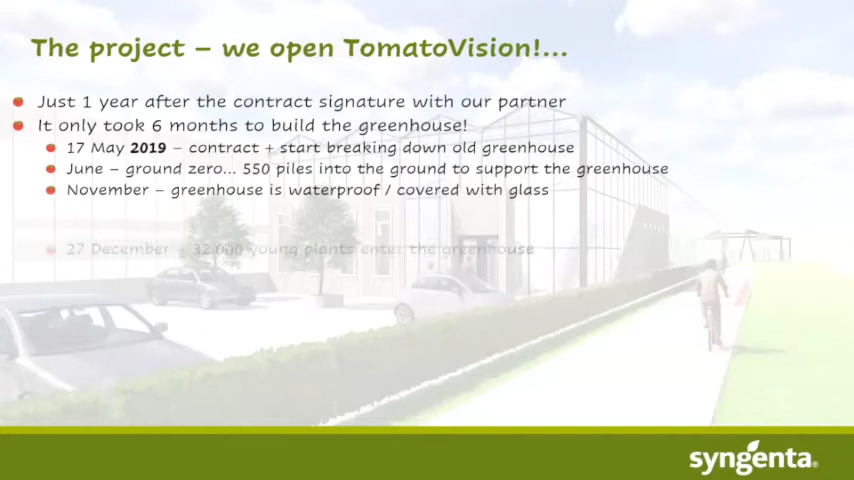 The project – we open TomatoVision!...
Just 1 year after the contract signature with our partner
It only took 6 months to build the greenhouse!
17 May 2019 – contract + start breaking down old greenhouse
June – ground zero... 550 piles into the ground to support the greenhouse
November – greenhouse is waterproof / covered with glass
27 December – 32.000 young plants enter the greenhouse
syngenta®